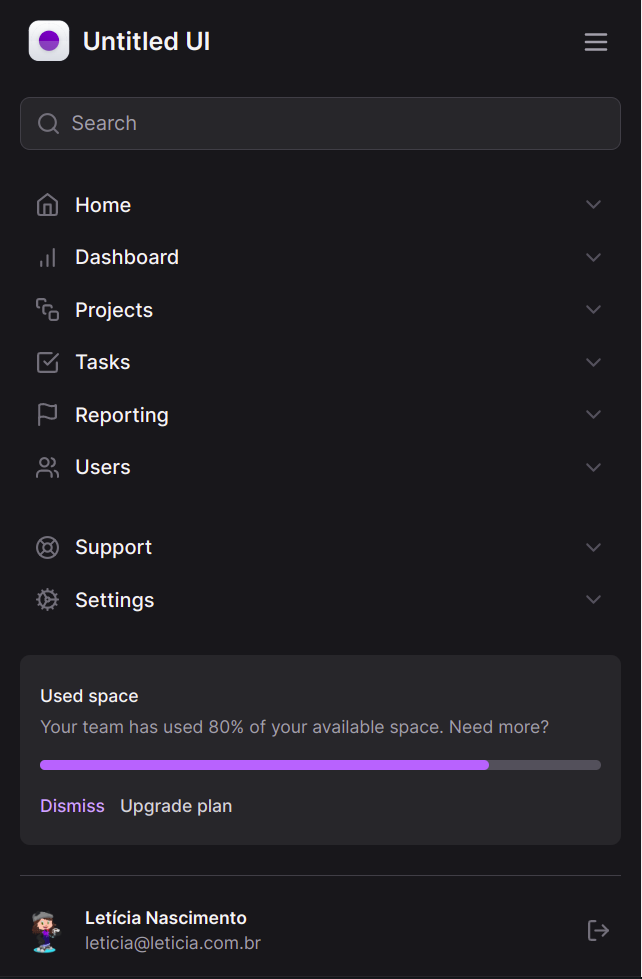 Untitled UI
Search
Home
Dashboard
Projects
Tasks
Reporting
Users
Support
Settings
Used space
Your team has used 80% of your available space. Need more?
Dismiss Upgrade plan
Letícia Nascimento
leticia@leticia.com.br